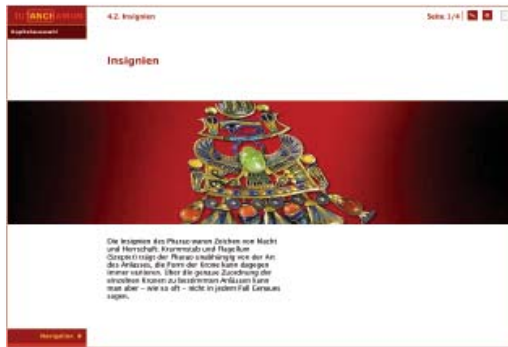 TUTANCHAMUN
4.2. Insignien
Seite 1/4
Kapitelauswahl
Insignien
Die Insignien des Pharao waren Zeichen von Macht
und Herrschaft. Krummstab und Flagellum
(Szepter) trägt der Pharao unabhängig von der Art
des Anlasses, die Form der Krone kann dagegen
immer variieren. Über die genaue Zuordnung der
einzelnen Kronen zu bestimmten Anlässen kann
man aber – wie so oft – nicht in jedem Fall Genaues
sagen.
Navigation